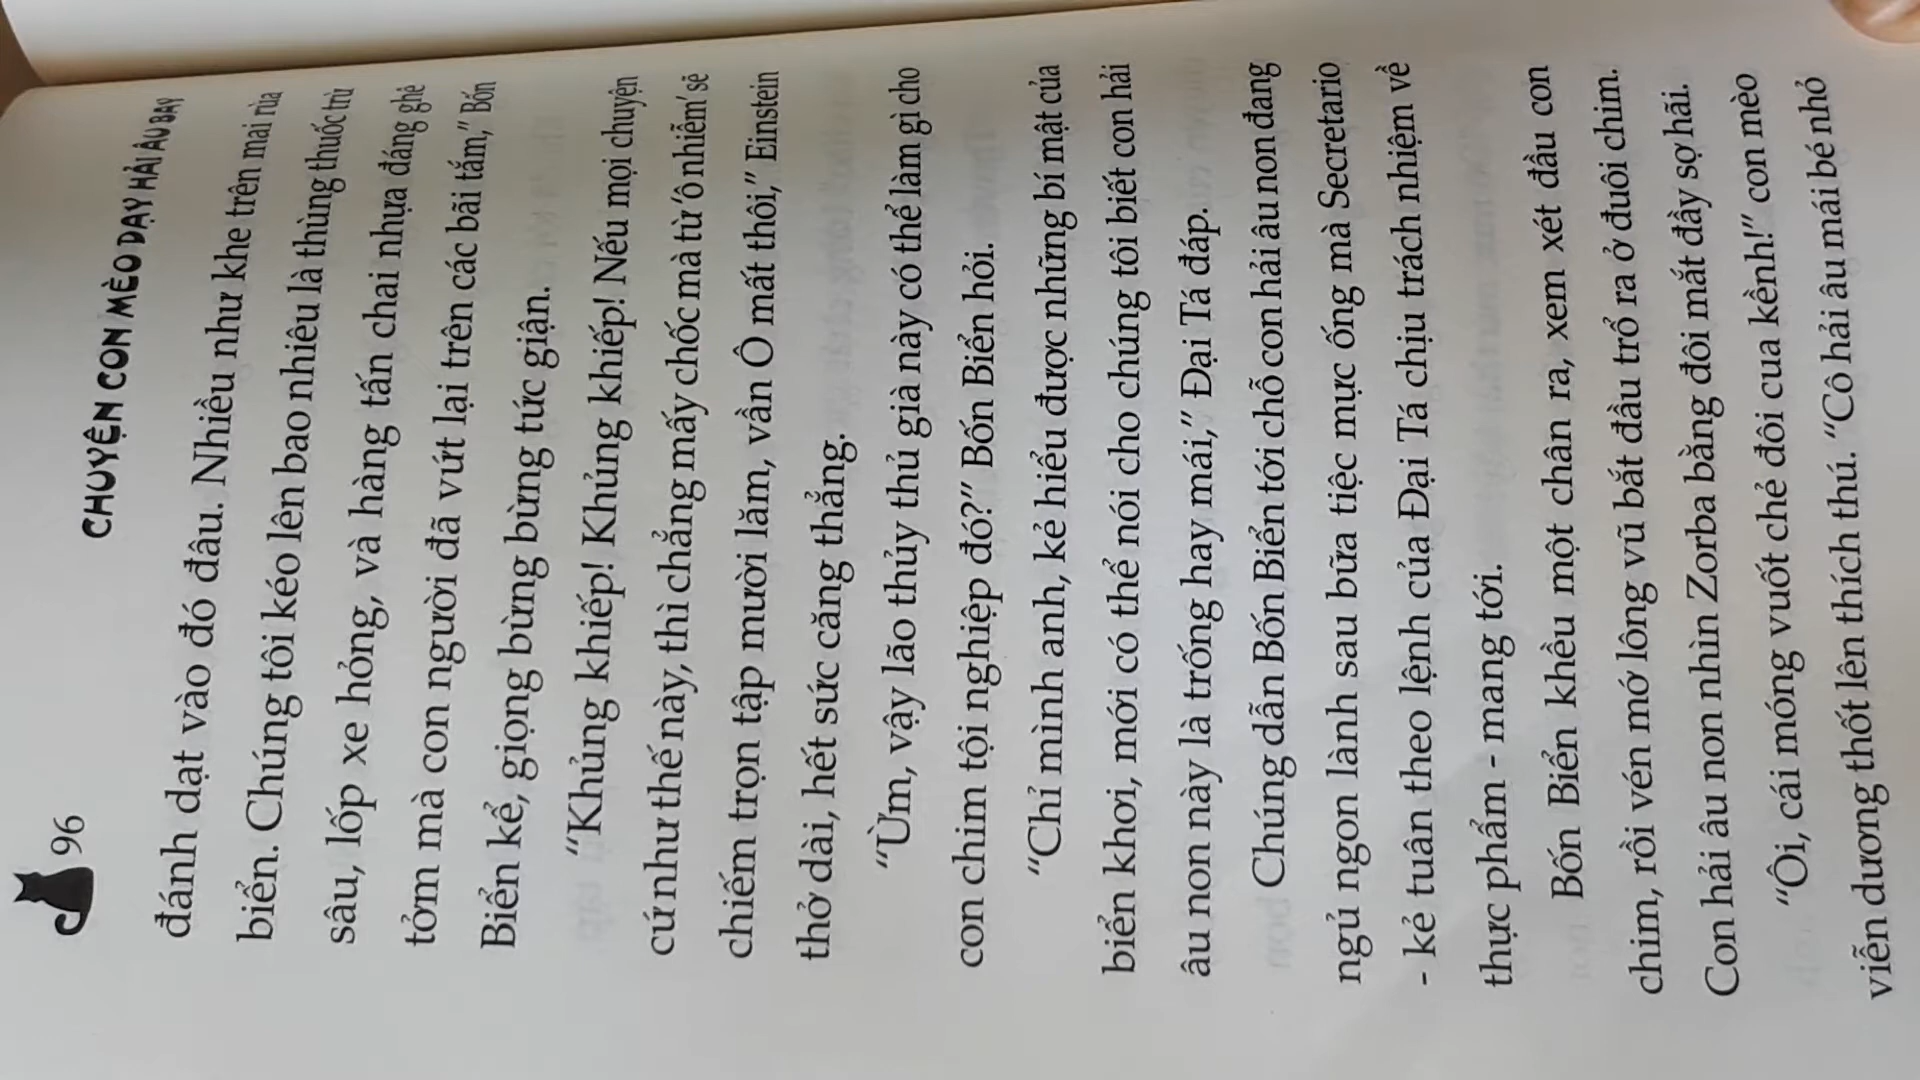 96
CHUYỆN CON MÈO DẠY HẢI ÂU BAY
đánh dạt vào đó đâu. Nhiều như khe trên mai rùa
biển. Chúng tôi kéo lên bao nhiêu là thùng thuốc trừ
sâu, lốp xe hỏng, và hàng tấn chai nhựa đáng ghê
tởm mà con người đã vứt lại trên các bãi tắm,” Bốn
Biển kể, giọng bừng bừng tức giận.
“Khủng khiếp! Khủng khiếp! Nếu mọi chuyện
cứ như thế này, thì chẳng mấy chốc mà từ ‘ô nhiễm’ sẽ
chiếm trọn tập mười lăm, vần Ô mất thôi,” Einstein
thở dài, hết sức căng thẳng.
“Ừm, vậy lão thủy thủ già này có thể làm gì cho
con chim tội nghiệp đó?” Bốn Biển hỏi.
“Chỉ mình anh, kẻ hiểu được những bí mật của
biển khơi, mới có thể nói cho chúng tôi biết con hải
âu non này là trống hay mái,” Đại Tá đáp.
Chúng dẫn Bốn Biển tới chỗ con hải âu non đang
ngủ ngon lành sau bữa tiệc mực ống mà Secretario
- kẻ tuân theo lệnh của Đại Tá chịu trách nhiệm về
thực phẩm - mang tới.
Bốn Biển khều một chân ra, xem xét đầu con
chim, rồi vén mớ lông vũ bắt đầu trổ ra ở đuôi chim.
Con hải âu non nhìn Zorba bằng đôi mắt đầy sợ hãi.
“Ôi, cái móng vuốt chẻ đôi cua kềnh!” con mèo
viễn dương thốt lên thích thú. “Cô hải âu mái bé nhỏ